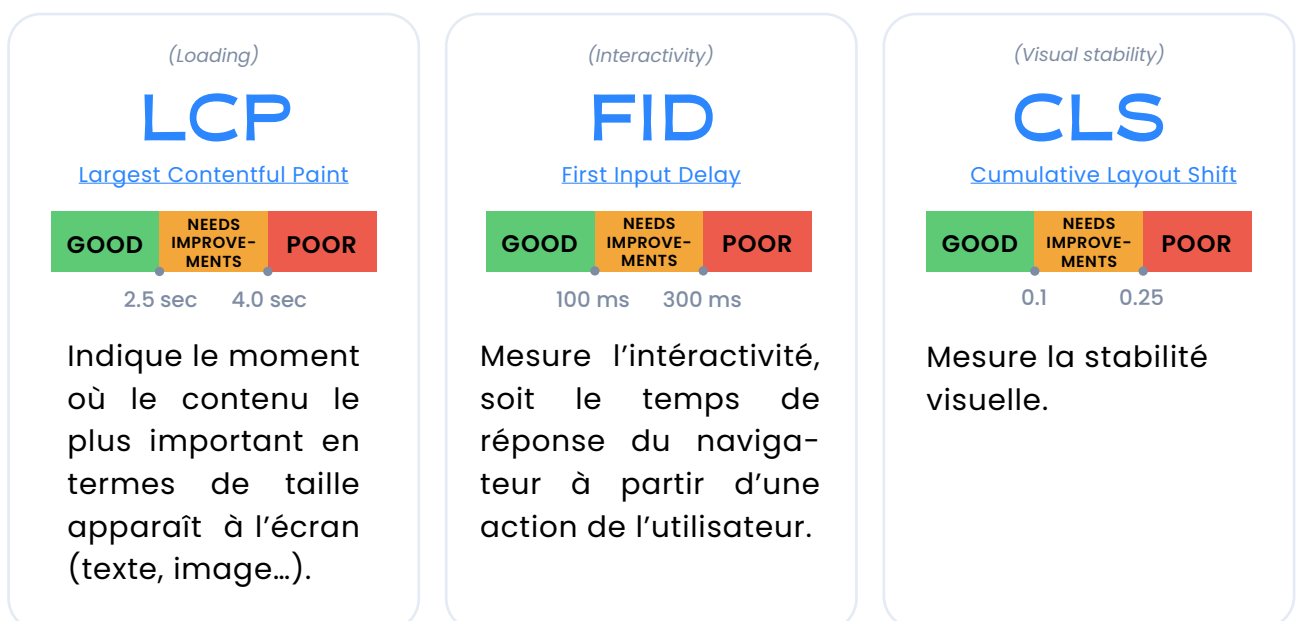 (Loading)
LCP
Largest Contentful Paint
GOOD
NEEDS
IMPROVE-
MENTS
POOR
2.5 sec
4.0 sec
Indique le moment
où le contenu le
plus important en
termes de taille
apparaît à l’écran
(texte, image…).
(Interactivity)
FID
First Input Delay
GOOD
NEEDS
IMPROVE-
MENTS
POOR
100 ms
300 ms
Mesure l’intéractivité,
soit le temps de
réponse du naviga-
teur à partir d’une
action de l’utilisateur.
(Visual stability)
CLS
Cumulative Layout Shift
GOOD
NEEDS
IMPROVE-
MENTS
POOR
0.1
0.25
Mesure la stabilité
visuelle.